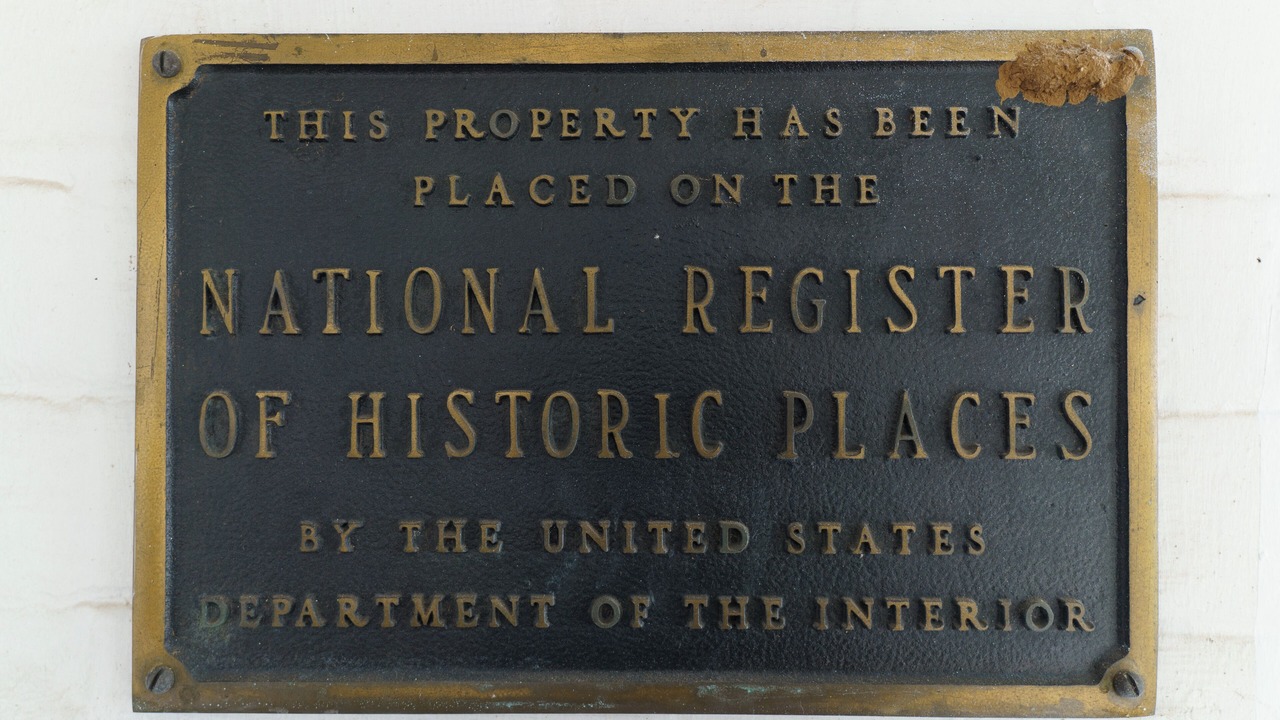 THIS PROPERTY HAS BEEN
PLACED ON THE
NATIONAL REGISTER
OF HISTORIC PLACES
BY THE UNITED STATES
DEPARTMENT OF THE INTERIOR